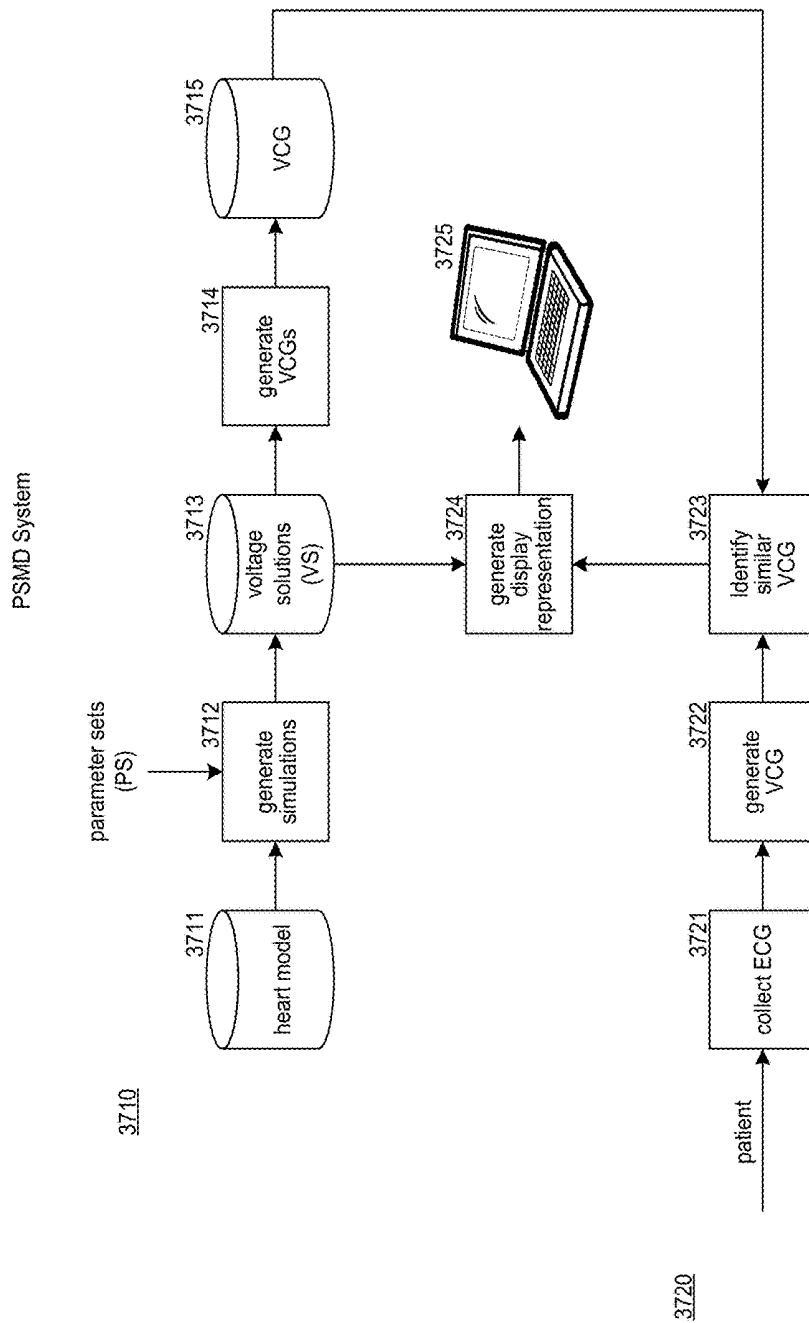 PSMD System
3710
parameter sets
(PS)
3711
heart model
3712
generate
simulations
3713
voltage
solutions
(VS)
3714
generate
VCGs
3715
VCG
3724
generate
display
representation
3725
3720
patient
3721
collect ECG
3722
generate
VCG
3723
Identify
similar
VCG